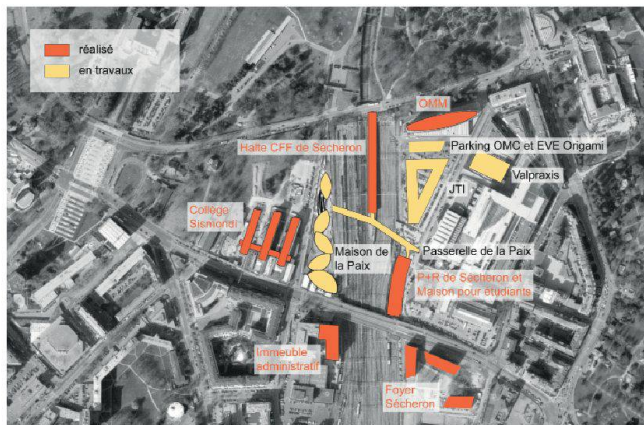 réalisé
en travaux
OMM
Halte CFF de Sécheron
Parking OMC et EVE Origami
Valpraxis
JTI
Collège
Sismondi
Maison de
la Paix
Passerelle de la Paix
P+R de Sécheron et
Maison pour étudiants
Immeuble
administratif
Foyer
Sécheron